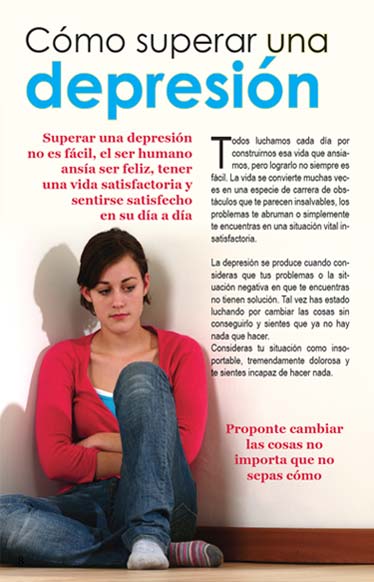 Cómo superar una
depresión
Superar una depresión
no es fácil, el ser humano
ansía ser feliz, tener
una vida satisfactoria y
sentirse satisfecho
en su día a día
Todos luchamos cada día por
construirnos esa vida que ansia-
mos, pero lograrlo no siempre es
fácil. La vida se convierte muchas vec-
es en una especie de carrera de obs-
táculos que te parecen insalvables, los
problemas te abruman o simplemente
te encuentras en una situación vital in-
satisfactoria.
La depresión se produce cuando con-
sideras que tus problemas o la sit-
uación negativa en que te encuentras
no tienen solución. Tal vez has estado
luchando por cambiar las cosas sin
conseguirlo y sientes que ya no hay
nada que hacer.
Consideras tu situación como inso-
portable, tremendamente dolorosa y
te sientes incapaz de hacer nada.
Proponte cambiar
las cosas no
importa que no
sepas cómo
8